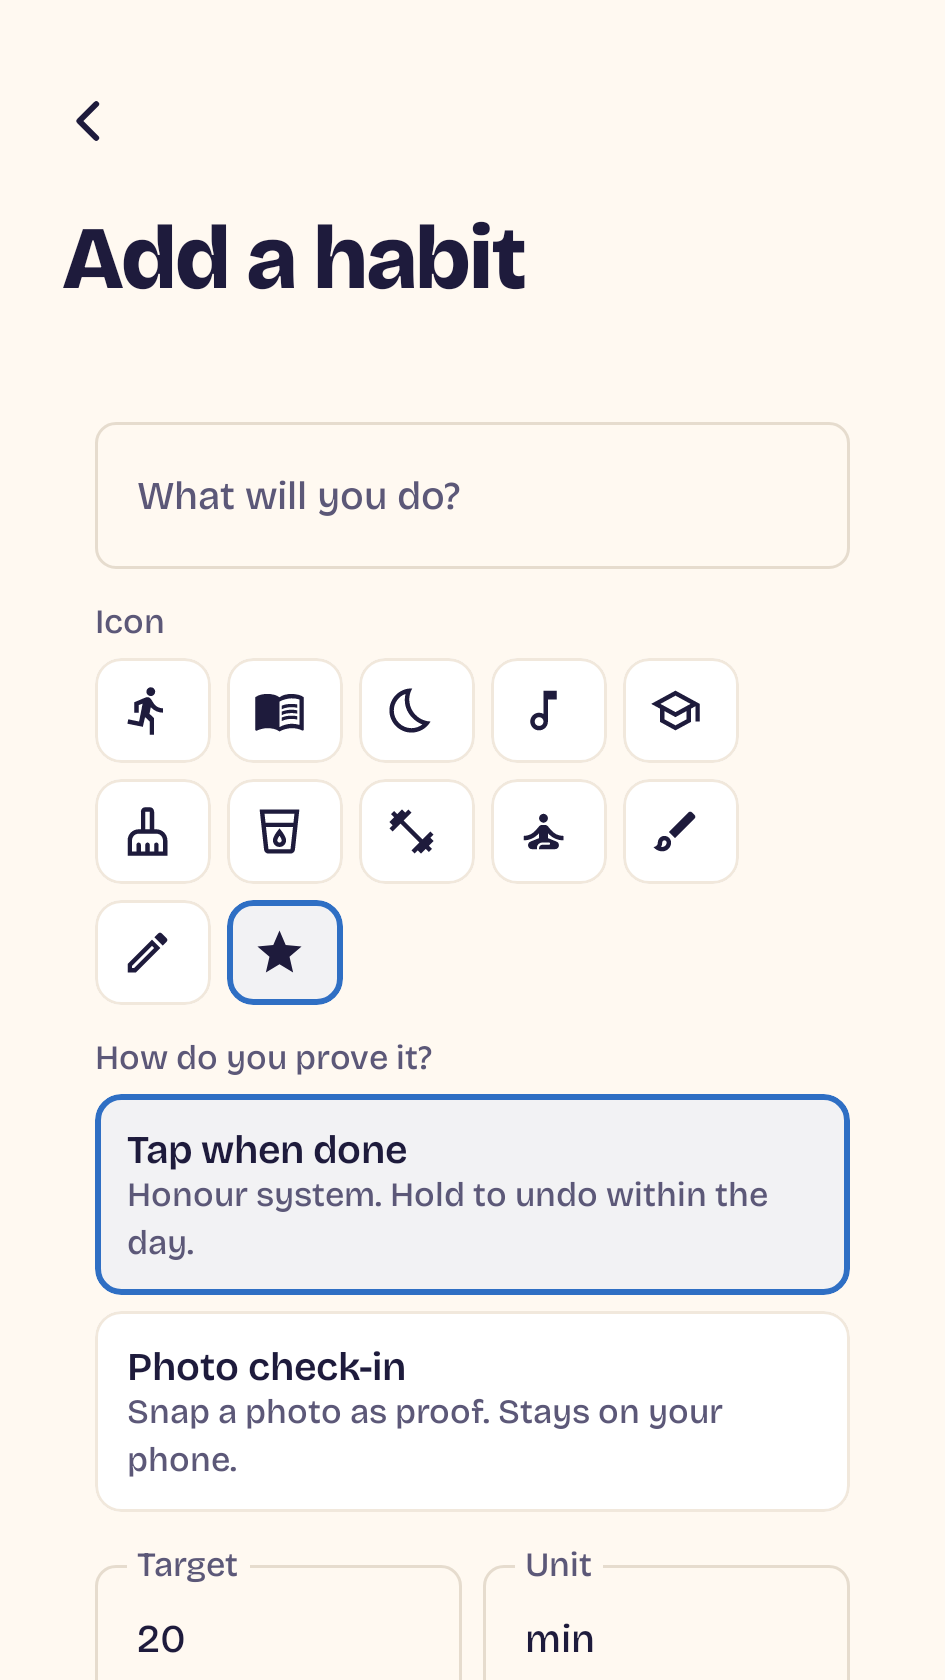 Add a habit
What will you do?
Icon
How do you prove it?
Tap when done
Honour system. Hold to undo within the
day.
Photo check-in
Snap a photo as proof. Stays on your
phone.
Target
Unit
20
min